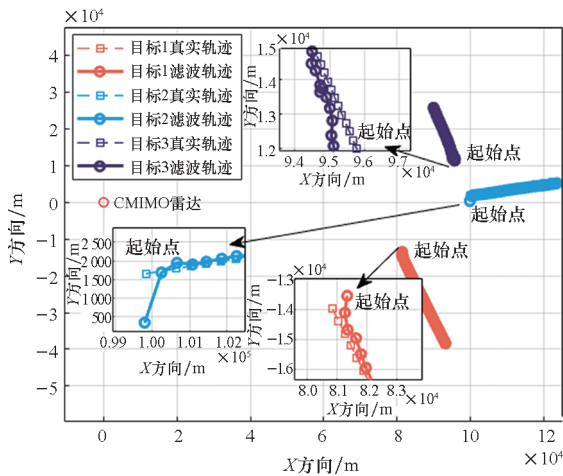 ×10⁴
4
3
2
1
0
−1
−2
−3
−4
−5
Y方向/m
目标1真实轨迹
目标1滤波轨迹
目标2真实轨迹
目标2滤波轨迹
目标3真实轨迹
目标3滤波轨迹
CMIMO雷达
×10⁴
1.5
1.4
1.3
1.2
Y方向/m
起始点
9.4 9.5 9.6 9.7
×10⁴
X方向/m
起始点
起始点
起始点
2 500
2 000
1 500
1 000
500
Y方向/m
起始点
0.99 1.00 1.01 1.02
×10⁵
X方向/m
×10⁴
−1.3
−1.4
−1.5
−1.6
Y方向/m
起始点
8.0 8.1 8.2 8.3
×10⁴
X方向/m
0 2 4 6 8 10 12
×10⁴
X方向/m